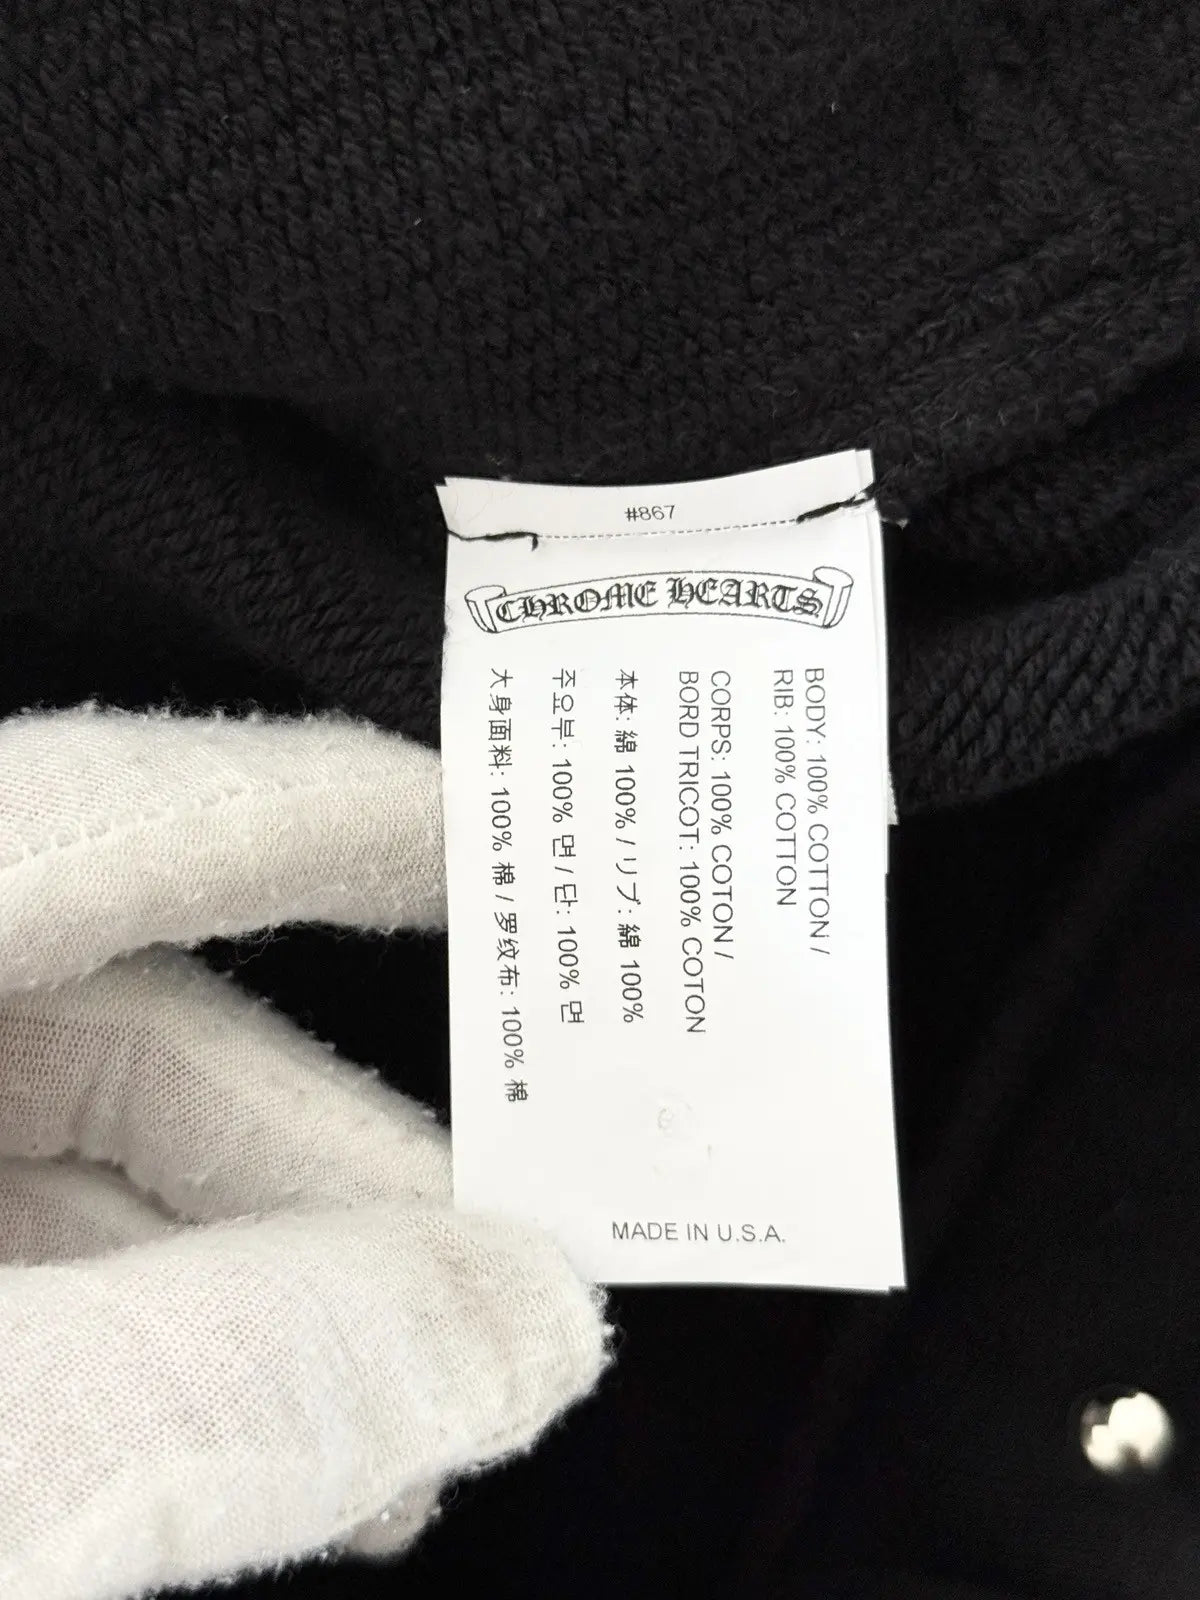 #867
CHROME HEARTS
BODY: 100% COTTON /
RIB: 100% COTTON
CORPS: 100% COTON /
BORD TRICOT: 100% COTON
本体: 綿 100% / リブ: 綿 100%
주요부: 100% 면 / 단: 100% 면
大身面料: 100% 棉 / 罗纹布: 100% 棉
MADE IN U.S.A.